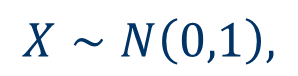 X ~ N(0,1),